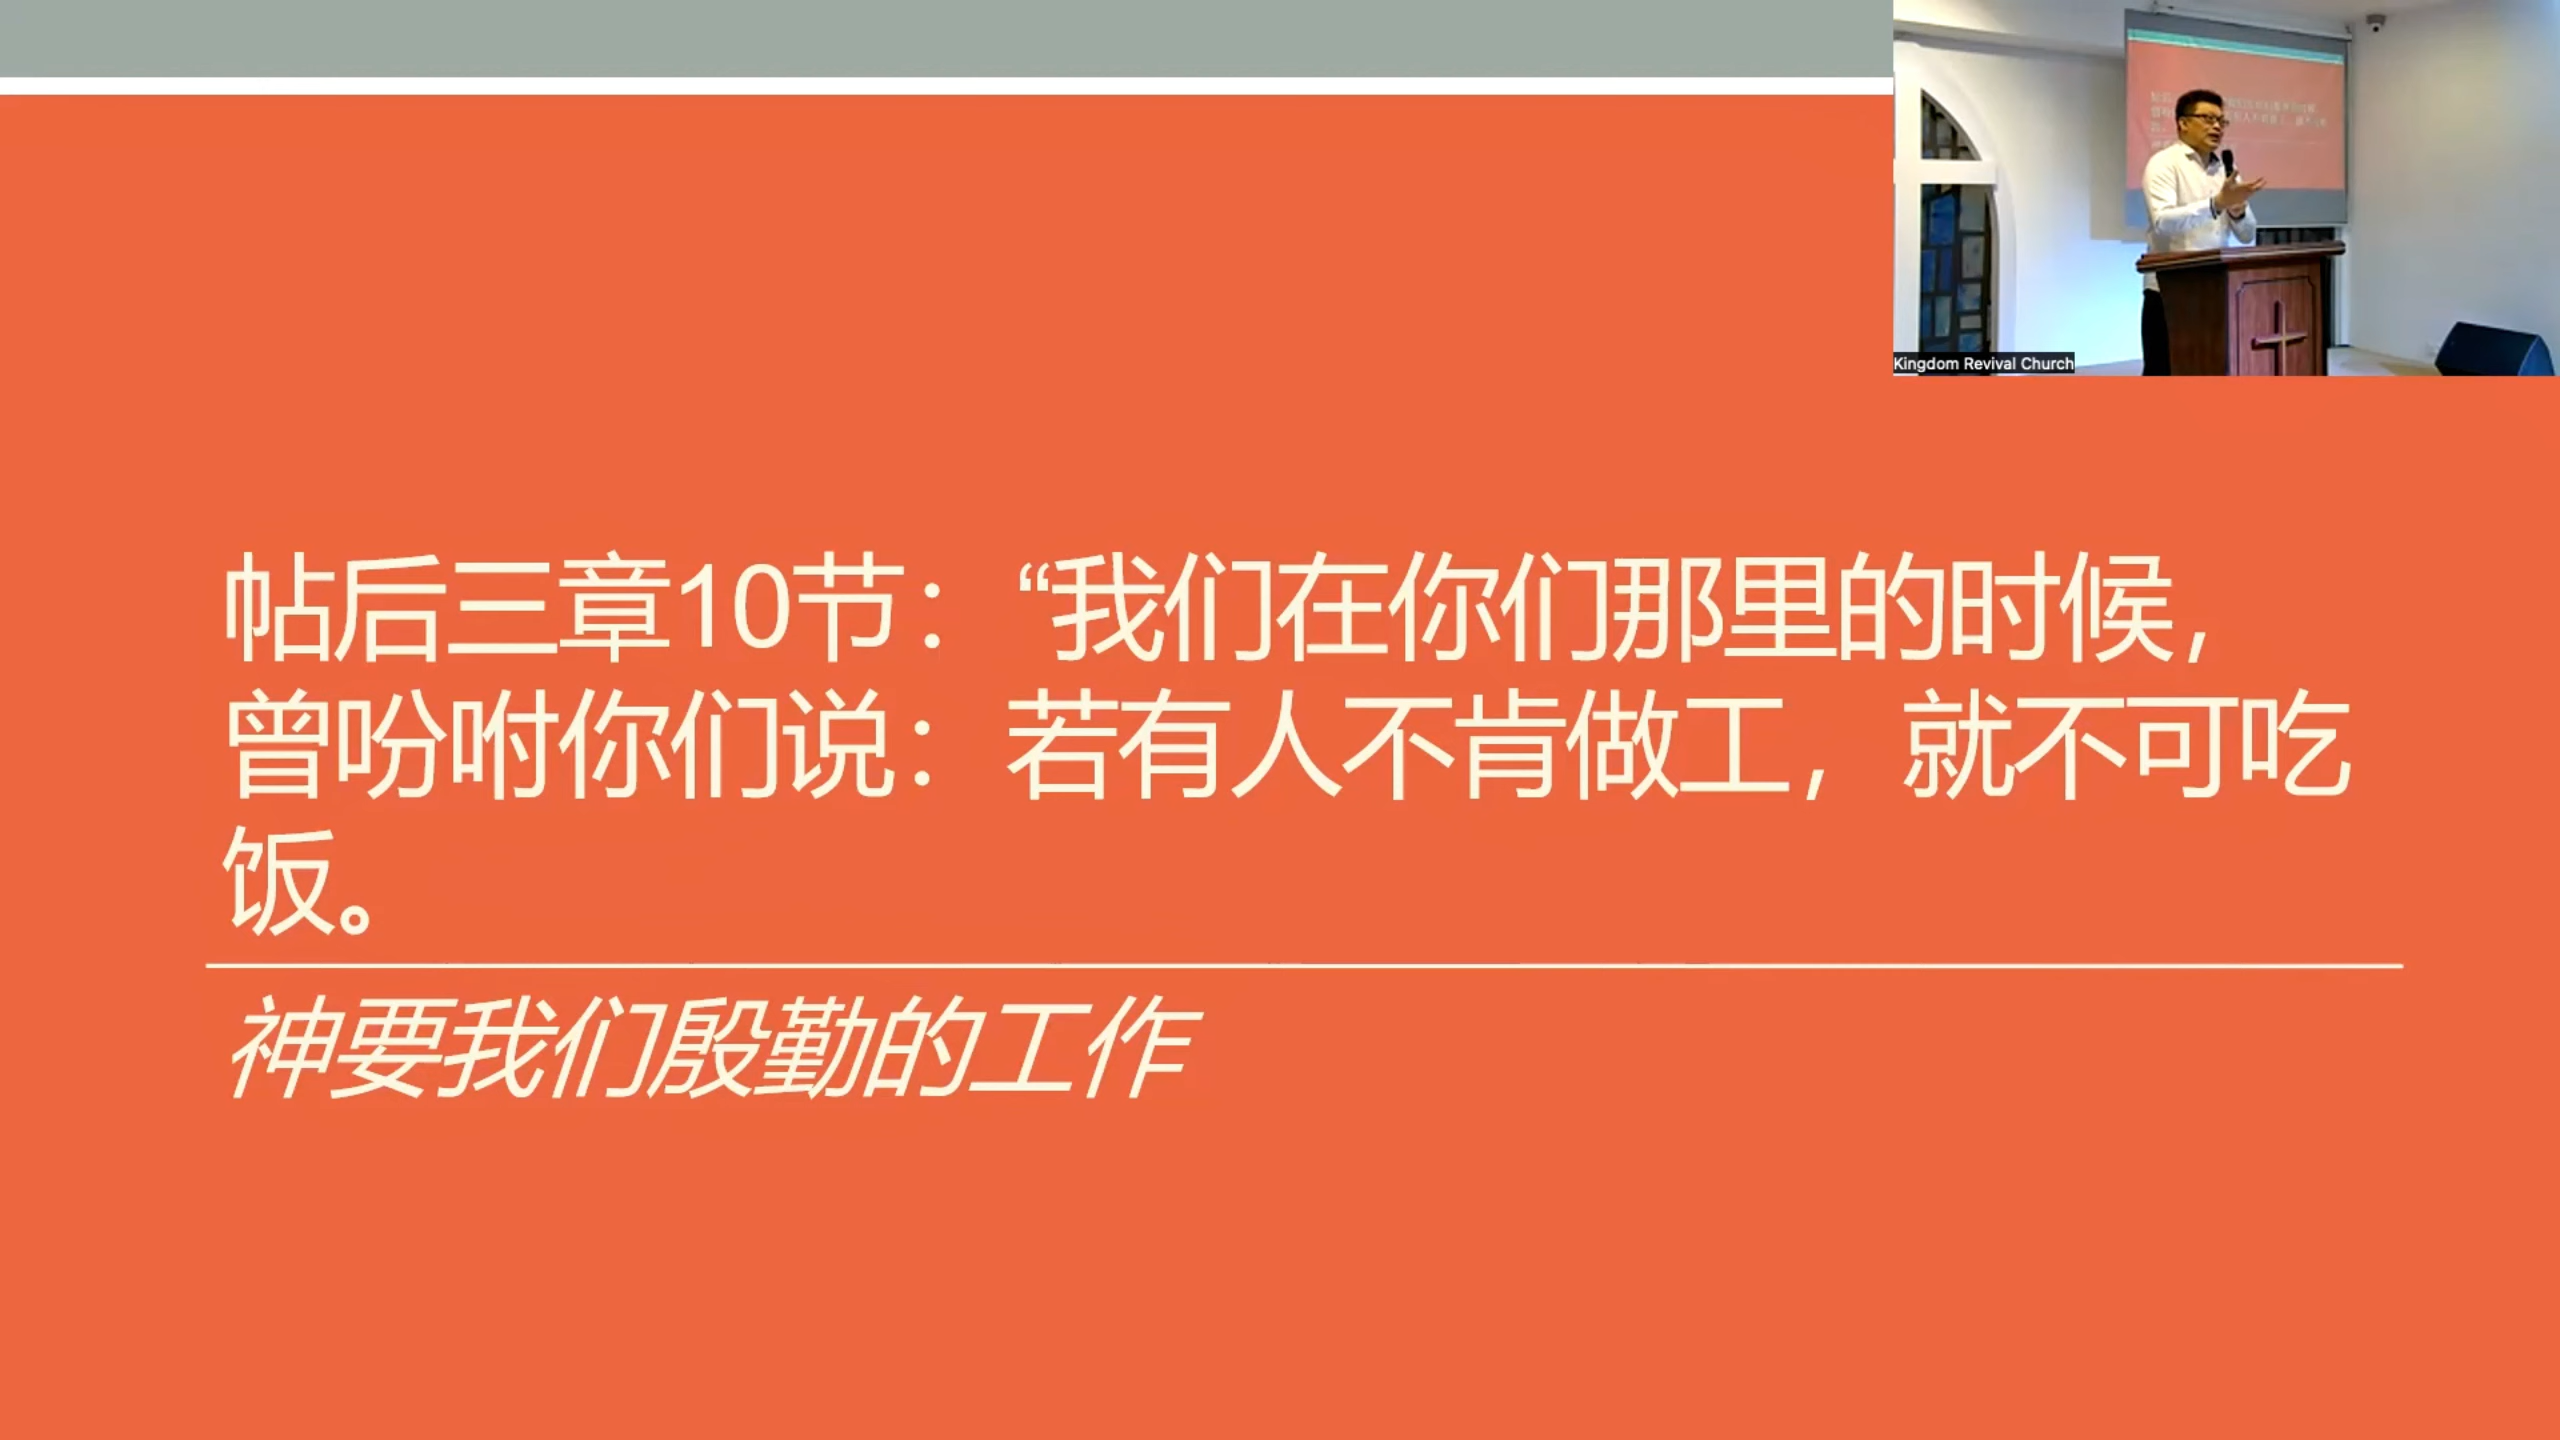 Kingdom Revival Church
帖后三章10节：“我们在你们那里的时候，
曾吩咐你们说：若有人不肯做工，就不可吃
饭。
神要我们殷勤的工作